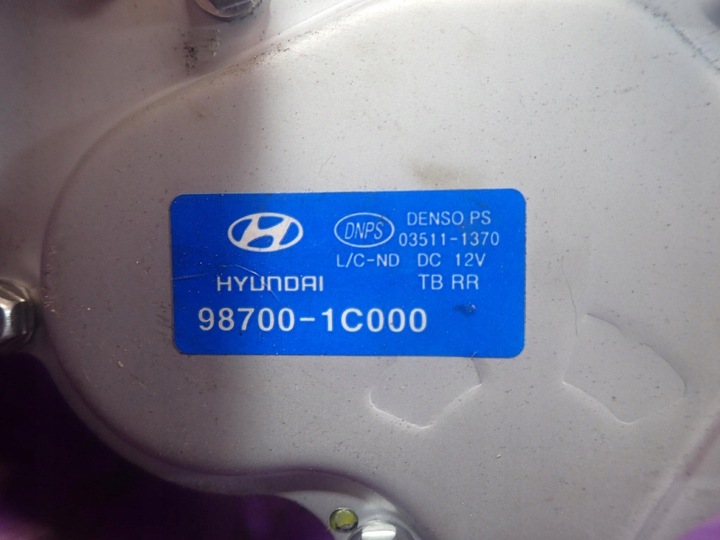 DNPS
DENSO PS
03511-1370
L/C-ND DC 12V
HYUNDAI
TB RR
98700-1C000